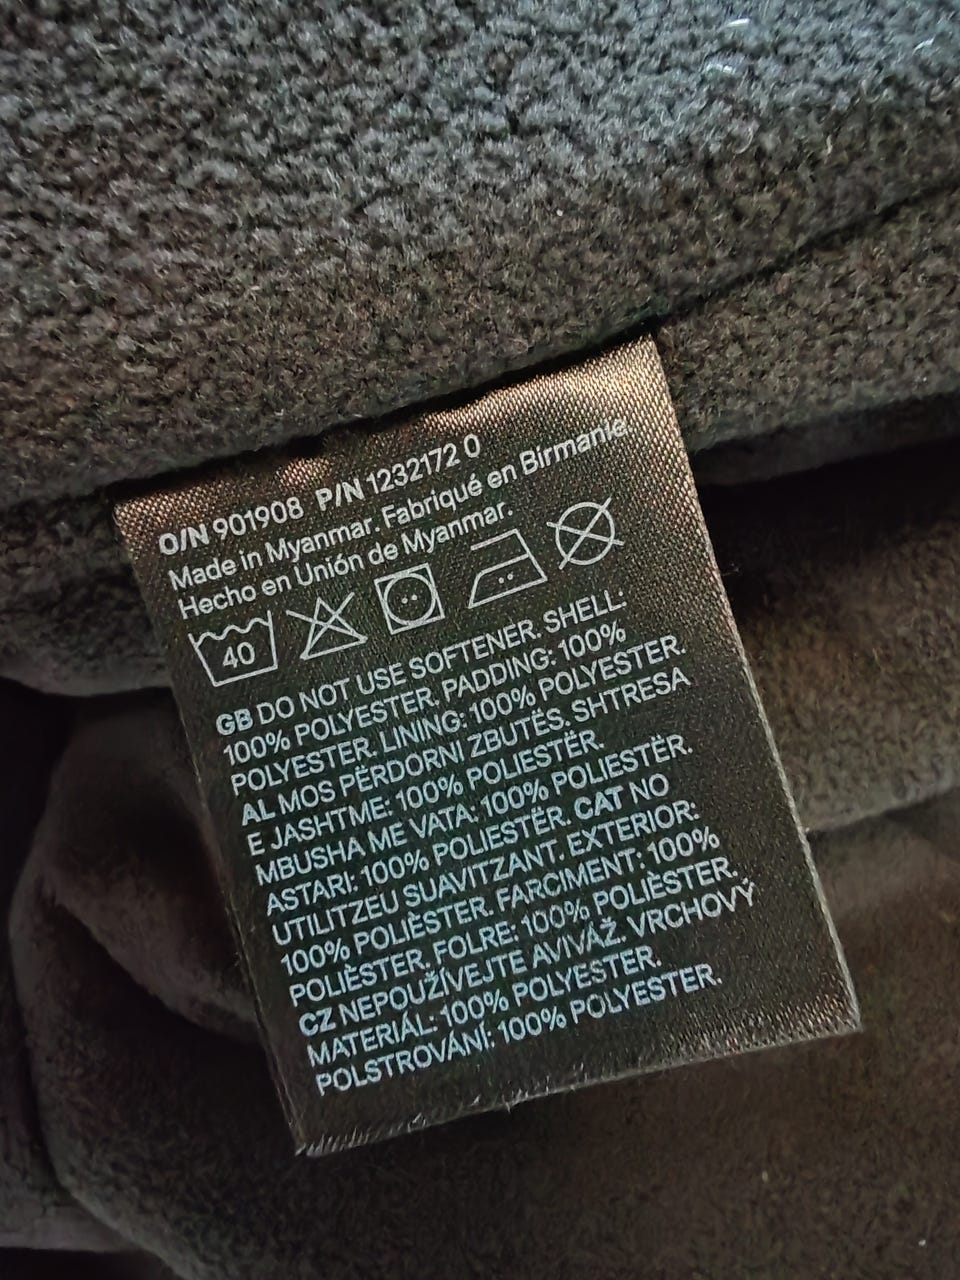 O/N 901908 P/N 1232172 0
Made in Myanmar. Fabriqué en Birmanie.
Hecho en Unión de Myanmar.
40
GB DO NOT USE SOFTENER. SHELL:
100% POLYESTER. PADDING: 100%
POLYESTER. LINING: 100% POLYESTER.
AL MOS PËRDORNI ZBUTËS. SHTRESA
E JASHTME: 100% POLIESTËR.
MBUSHA ME VATA: 100% POLIESTËR.
ASTARI: 100% POLIESTËR. CAT NO
UTILITZEU SUAVITZANT. EXTERIOR:
100% POLIÈSTER. FARCIMENT: 100%
POLIÈSTER. FOLRE: 100% POLIÈSTER.
CZ NEPOUŽÍVEJTE AVIVÁŽ. VRCHOVÝ
MATERIÁL: 100% POLYESTER.
POLSTROVÁNÍ: 100% POLYESTER.